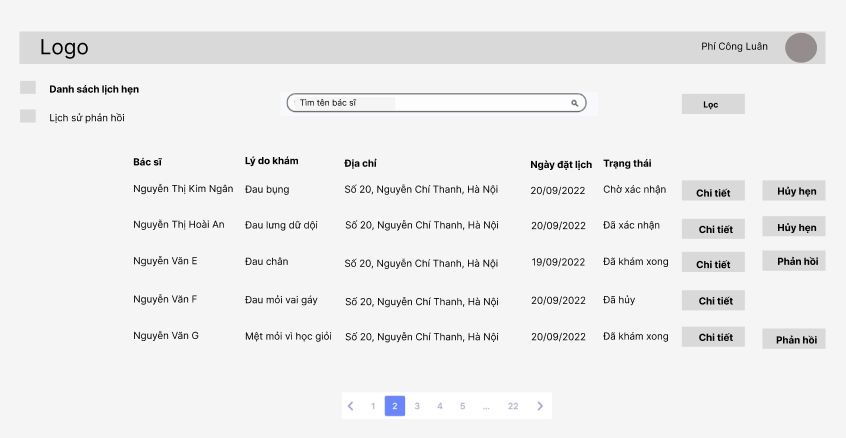 Logo
Phí Công Luân
Danh sách lịch hẹn
Lịch sử phản hồi
Tìm tên bác sĩ
Lọc
Bác sĩ Lý do khám Địa chí Ngày đặt lịch Trạng thái
Nguyễn Thị Kim Ngân Đau bụng Số 20, Nguyễn Chí Thanh, Hà Nội 20/09/2022 Chờ xác nhận Chi tiết Hủy hẹn
Nguyễn Thị Hoài An Đau lưng dữ dội Số 20, Nguyễn Chí Thanh, Hà Nội 20/09/2022 Đã xác nhận Chi tiết Hủy hẹn
Nguyễn Văn E Đau chân Số 20, Nguyễn Chí Thanh, Hà Nội 19/09/2022 Đã khám xong Chi tiết Phản hồi
Nguyễn Văn F Đau mỏi vai gáy Số 20, Nguyễn Chí Thanh, Hà Nội 20/09/2022 Đã hủy Chi tiết
Nguyễn Văn G Mệt mỏi vì học giỏi Số 20, Nguyễn Chí Thanh, Hà Nội 20/09/2022 Đã khám xong Chi tiết Phản hồi
1 2 3 4 5 ... 22